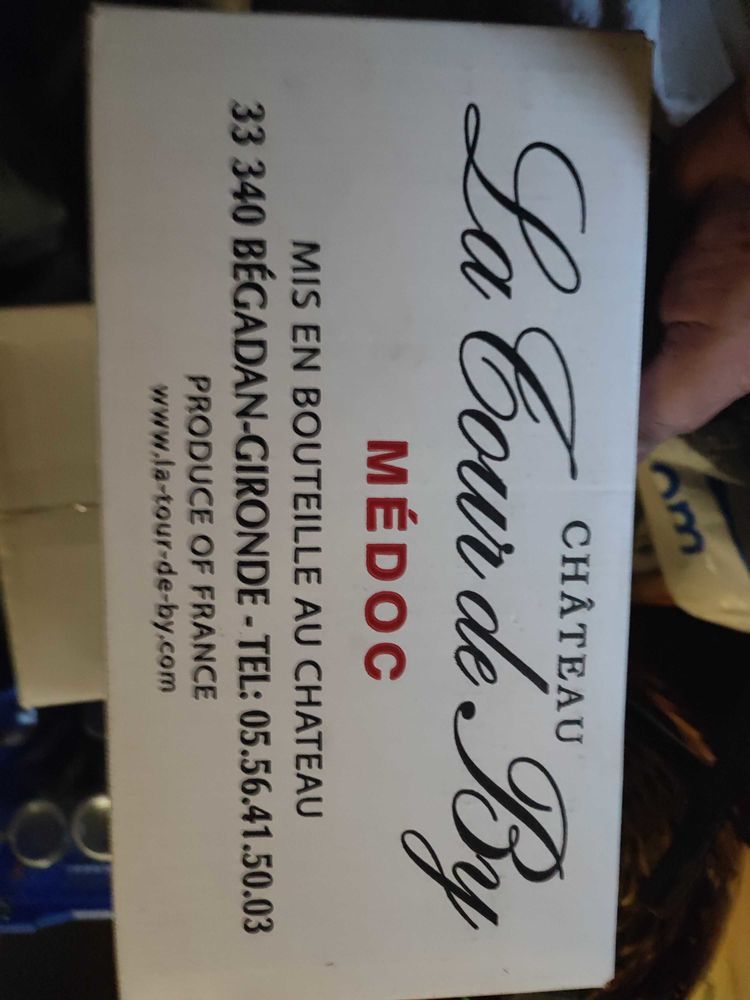 CHÂTEAU
La Tour de By
MÉDOC
MIS EN BOUTEILLE AU CHATEAU
33 340 BÉGADAN-GIRONDE - TEL: 05.56.41.50.03
PRODUCE OF FRANCE
www.la-tour-de-by.com